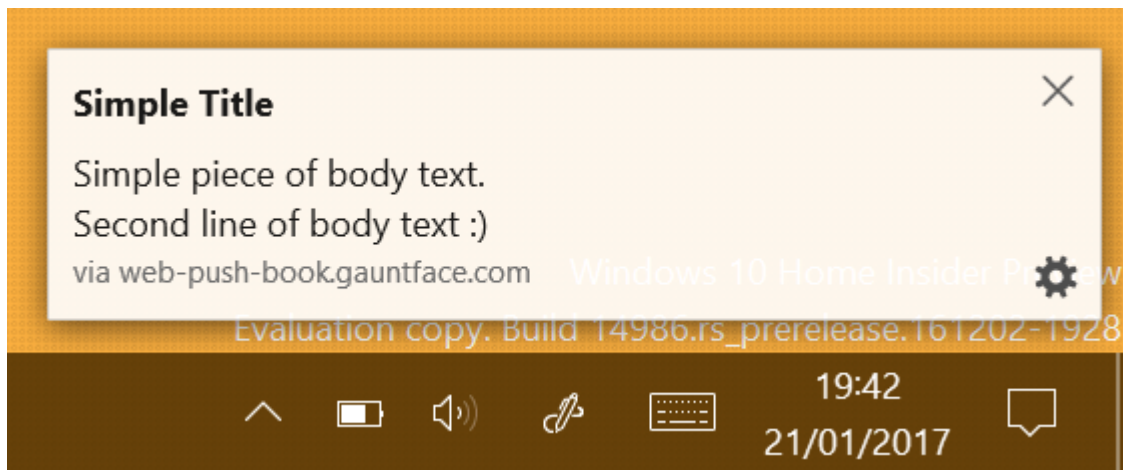 Simple Title
Simple piece of body text.
Second line of body text :)
via web-push-book.gauntface.com
Windows 10 Home Insider Preview
Evaluation copy. Build 14986.rs_prerelease.161202-1928
19:42
21/01/2017